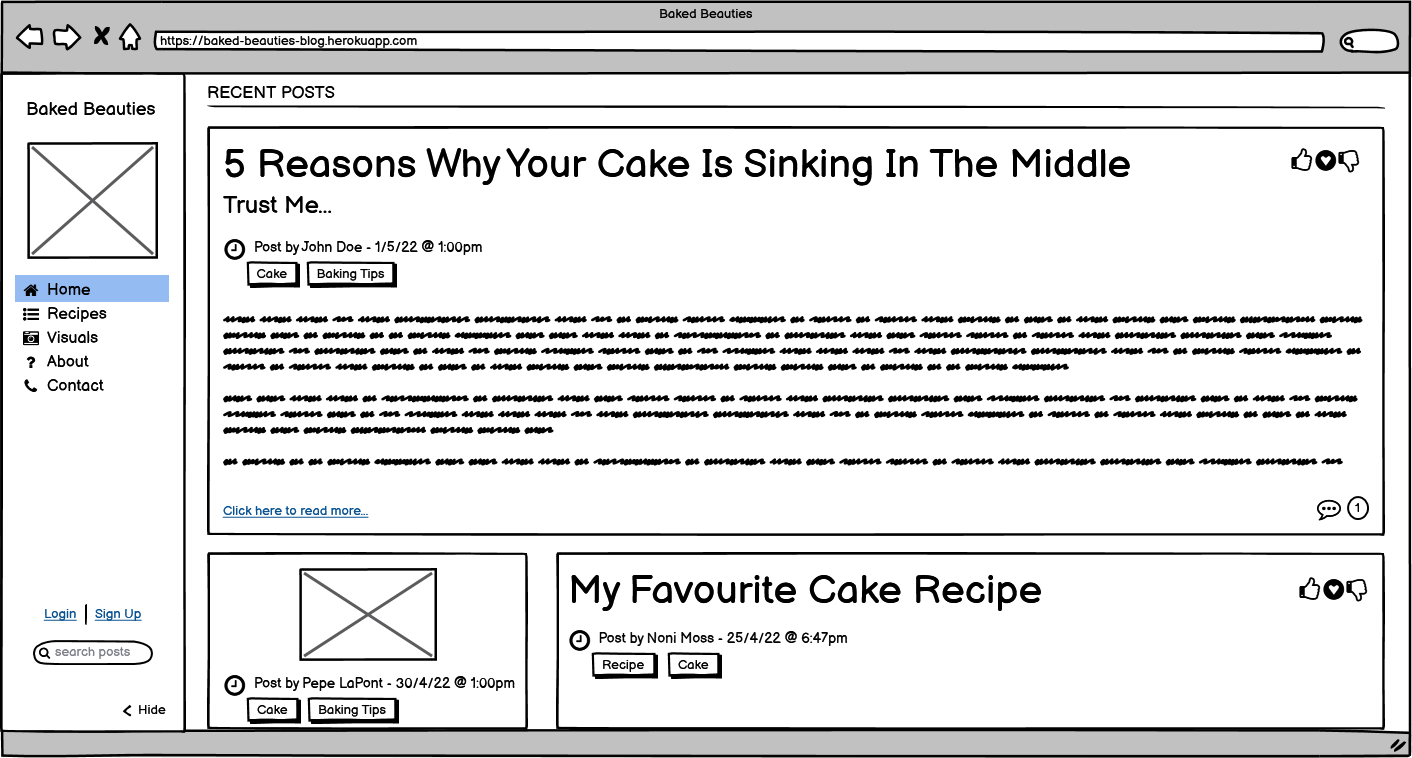 Baked Beauties
https://baked-beauties-blog.herokuapp.com
Baked Beauties
Home
Recipes
Visuals
? About
Contact
Login | Sign Up
search posts
Hide
RECENT POSTS
5 Reasons Why Your Cake Is Sinking In The Middle
Trust Me...
Post by John Doe - 1/5/22 @ 1:00pm
Cake Baking Tips
Click here to read more...
1
Post by Pepe LaPont - 30/4/22 @ 1:00pm
Cake Baking Tips
My Favourite Cake Recipe
Post by Noni Moss - 25/4/22 @ 6:47pm
Recipe Cake